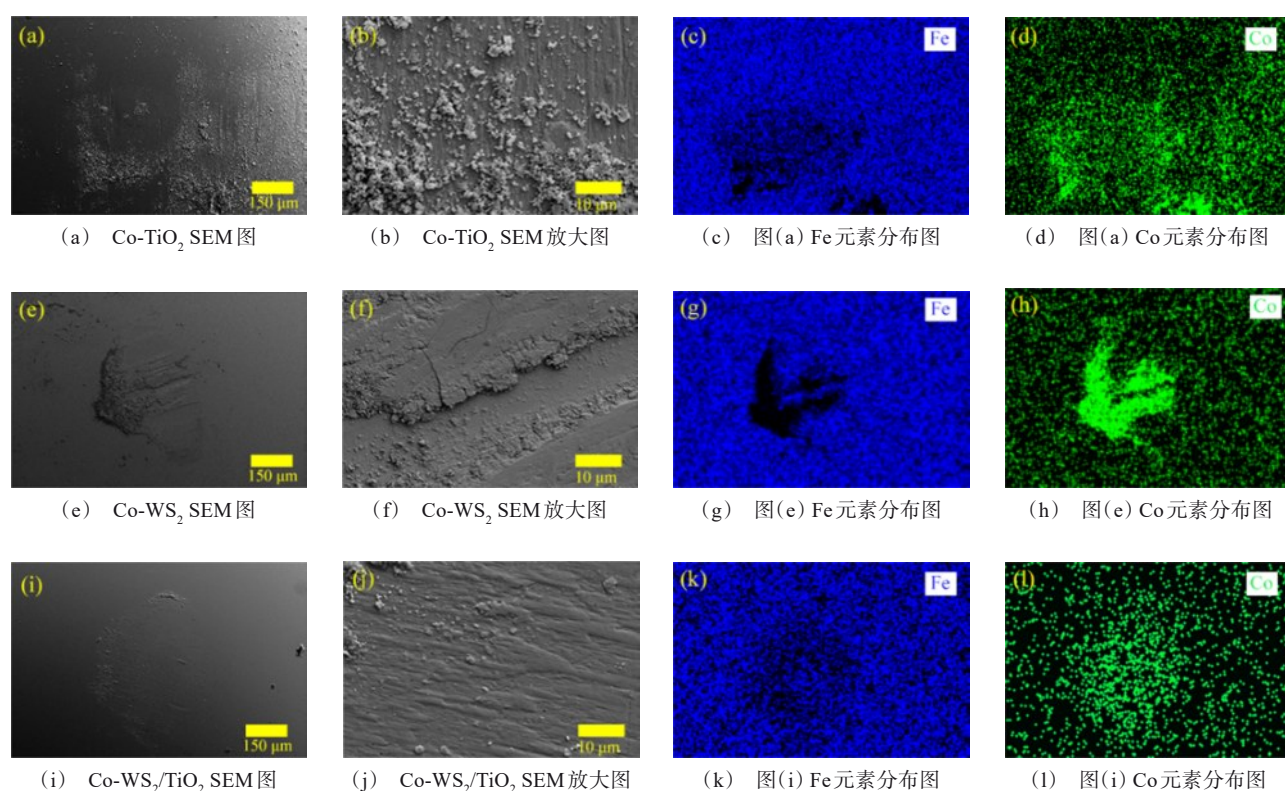 (a)
150 μm
(b)
10 μm
(c)
Fe
(d)
Co
(a) Co-TiO₂ SEM图
(b) Co-TiO₂ SEM放大图
(c) 图(a) Fe元素分布图
(d) 图(a) Co元素分布图
(e)
150 μm
(f)
10 μm
(g)
Fe
(h)
Co
(e) Co-WS₂ SEM图
(f) Co-WS₂ SEM放大图
(g) 图(e) Fe元素分布图
(h) 图(e) Co元素分布图
(i)
150 μm
(j)
10 μm
(k)
Fe
(l)
Co
(i) Co-WS₂/TiO₂ SEM图
(j) Co-WS₂/TiO₂ SEM放大图
(k) 图(i) Fe元素分布图
(l) 图(i) Co元素分布图